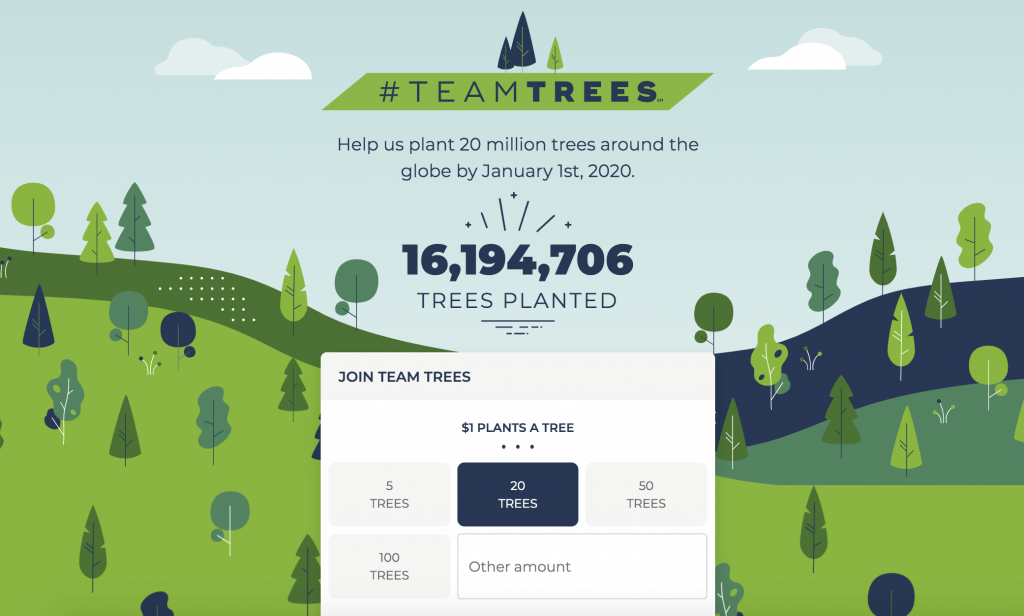 #TEAMTREES
Help us plant 20 million trees around the
globe by January 1st, 2020.
16,194,706
TREES PLANTED
JOIN TEAM TREES
$1 PLANTS A TREE
5
TREES
20
TREES
50
TREES
100
TREES
Other amount